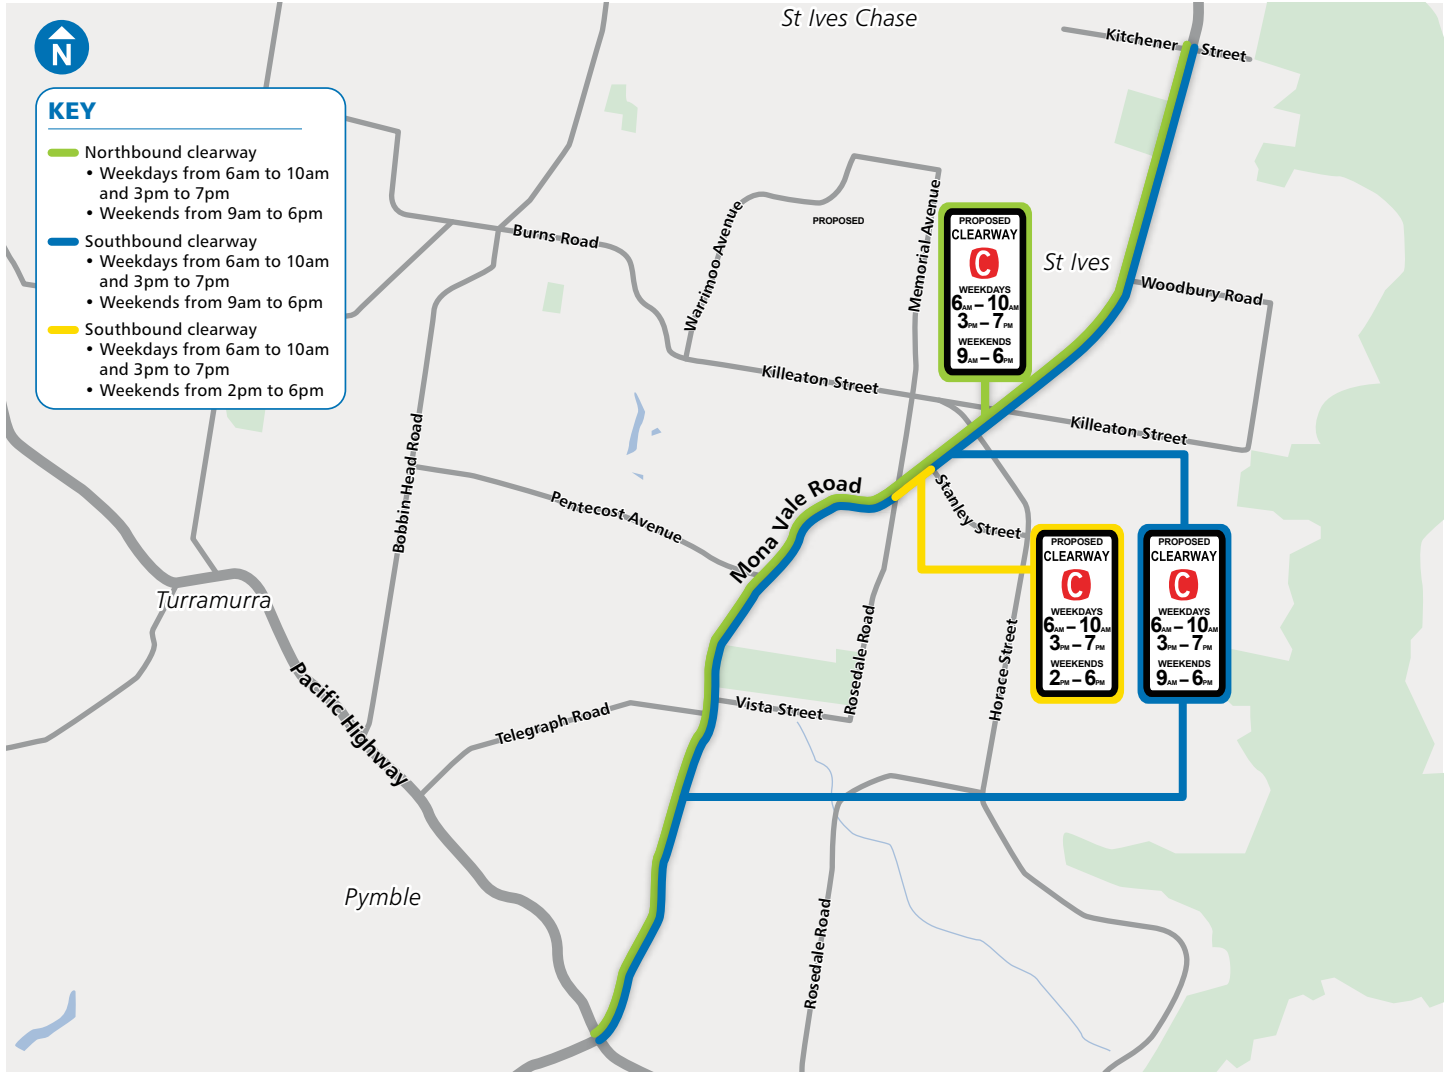 St Ives Chase
Kitchener Street
N
KEY
Northbound clearway
• Weekdays from 6am to 10am
and 3pm to 7pm
• Weekends from 9am to 6pm
Southbound clearway
• Weekdays from 6am to 10am
and 3pm to 7pm
• Weekends from 9am to 6pm
Southbound clearway
• Weekdays from 6am to 10am
and 3pm to 7pm
• Weekends from 2pm to 6pm
Burns Road
Warrimoo Avenue
PROPOSED
Memorial Avenue
PROPOSED
CLEARWAY
C
WEEKDAYS
6AM – 10AM
3PM – 7PM
WEEKENDS
9AM – 6PM
St Ives
Woodbury Road
Killeaton Street
Killeaton Street
Bobbin Head Road
Pentecost Avenue
Mona Vale Road
Stanley Street
PROPOSED
CLEARWAY
C
WEEKDAYS
6AM – 10AM
3PM – 7PM
WEEKENDS
2PM – 6PM
PROPOSED
CLEARWAY
C
WEEKDAYS
6AM – 10AM
3PM – 7PM
WEEKENDS
9AM – 6PM
Turramurra
Rosedale Road
Horace Street
Pacific Highway
Telegraph Road
Vista Street
Pymble
Rosedale Road